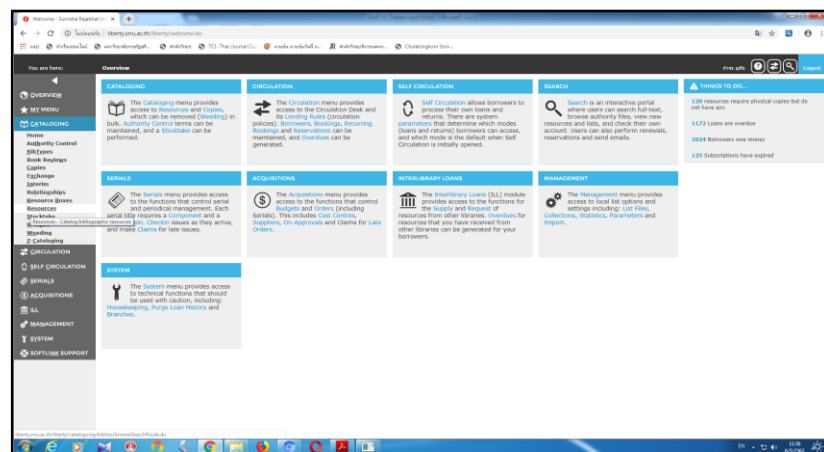 Welcome - Surindra Rajabhat Un
liberty.srru.ac.th/liberty/welcome.do
TCI - Thai Journal Ci...
Chulalongkorn Univ...
You are here:
Overview
Logout
OVERVIEW
MY MENU
CATALOGING
Home
Authority Control
BibTypes
Book Reviews
Copies
Exchange
Interim
Relationships
Resource Boxes
Resources
Stocktake
Resources - Catalog bibliographic resources
Weeding
Z-Cataloging
CIRCULATION
SELF CIRCULATION
SERIALS
ACQUISITIONS
ILL
MANAGEMENT
SYSTEM
SOFTLINK SUPPORT
CATALOGING
The Cataloging menu provides
access to Resources and Copies,
which can be removed (Weeding) in
bulk. Authority Control terms can be
maintained, and a Stocktake can be
performed.
CIRCULATION
The Circulation menu provides
access to the Circulation Desk and
its Lending Rules (circulation
policies). Borrowers, Bookings, Recurring
Bookings and Reservations can be
maintained, and Overdues can be
generated.
SELF CIRCULATION
Self Circulation allows borrowers to
process their own loans and
returns. There are system
parameters that determine which modes
(loans and returns) borrowers can access,
and which mode is the default when Self
Circulation is initially opened.
SEARCH
Search is an interactive portal
where users can search full-text,
browse authority files, view new
resources and lists, and check their own
account. Users can also perform renewals,
reservations and send emails.
THINGS TO DO...
120 resources require physical copies but do
not have any
1172 Loans are overdue
3824 Borrowers owe money
125 Subscriptions have expired
SERIALS
The Serials menu provides access
to the functions that control serial
and periodical management. Each
serial title requires a Component and a
Checkin issues as they arrive,
and make Claims for late issues.
ACQUISITIONS
The Acquisitions menu provides
access to the functions that control
Budgets and Orders (including
Serials). This includes Cost Centres,
Suppliers, On-Approvals and Claims for Late
Orders.
INTERLIBRARY LOANS
The Interlibrary Loans (ILL) module
provides access to the functions for
the Supply and Request of
resources from other libraries. Overdues for
resources that you have received from
other libraries can be generated for your
borrowers.
MANAGEMENT
The Management menu provides
access to local list options and
settings including: List Files,
Collections, Statistics, Parameters and
Import.
SYSTEM
The System menu provides access
to technical functions that should
be used with caution, including:
Housekeeping, Purge Loan History and
Branches.
EN
11:58